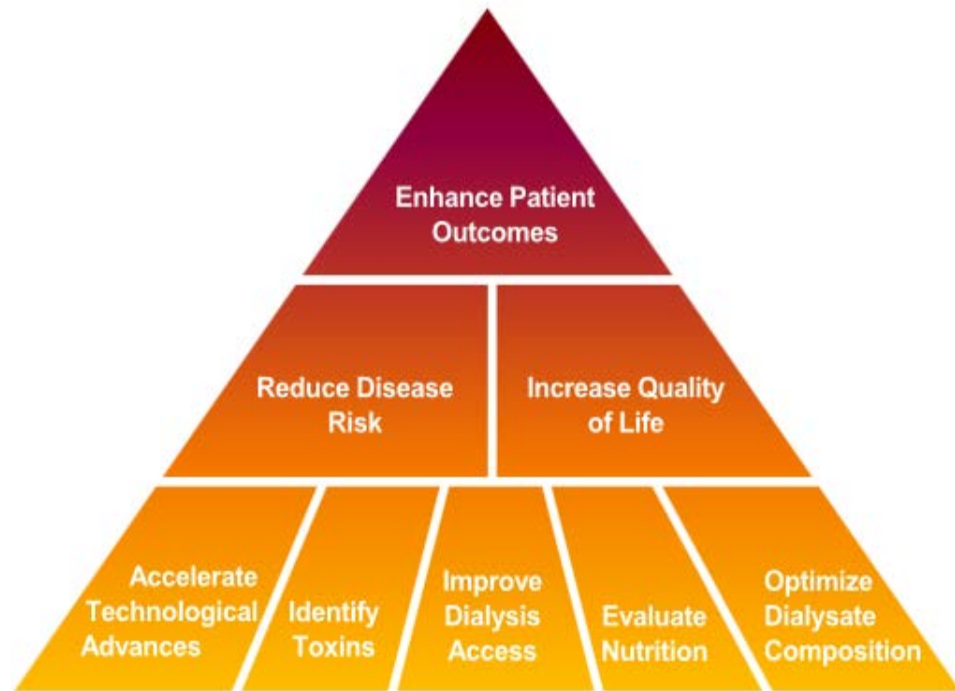 Enhance Patient
Outcomes
Reduce Disease
Risk
Increase Quality
of Life
Accelerate
Technological
Advances
Identify
Toxins
Improve
Dialysis
Access
Evaluate
Nutrition
Optimize
Dialysate
Composition